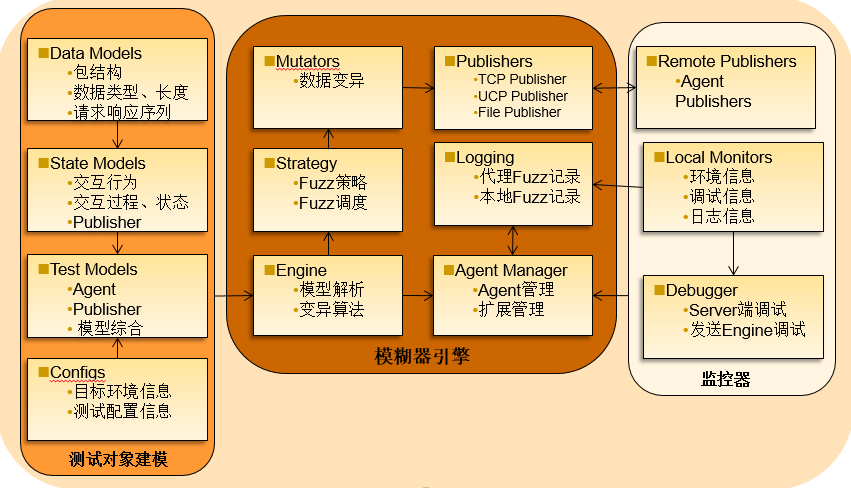 Data Models
包结构
数据类型、长度
请求响应序列
State Models
交互行为
交互过程、状态
Publisher
Test Models
Agent
Publisher
模型综合
Configs
目标环境信息
测试配置信息
测试对象建模
Mutators
数据变异
Publishers
TCP Publisher
UCP Publisher
File Publisher
Strategy
Fuzz策略
Fuzz调度
Logging
代理Fuzz记录
本地Fuzz记录
Engine
模型解析
变异算法
Agent Manager
Agent管理
扩展管理
模糊器引擎
Remote Publishers
Agent
Publishers
Local Monitors
环境信息
调试信息
日志信息
Debugger
Server端调试
发送Engine调试
监控器